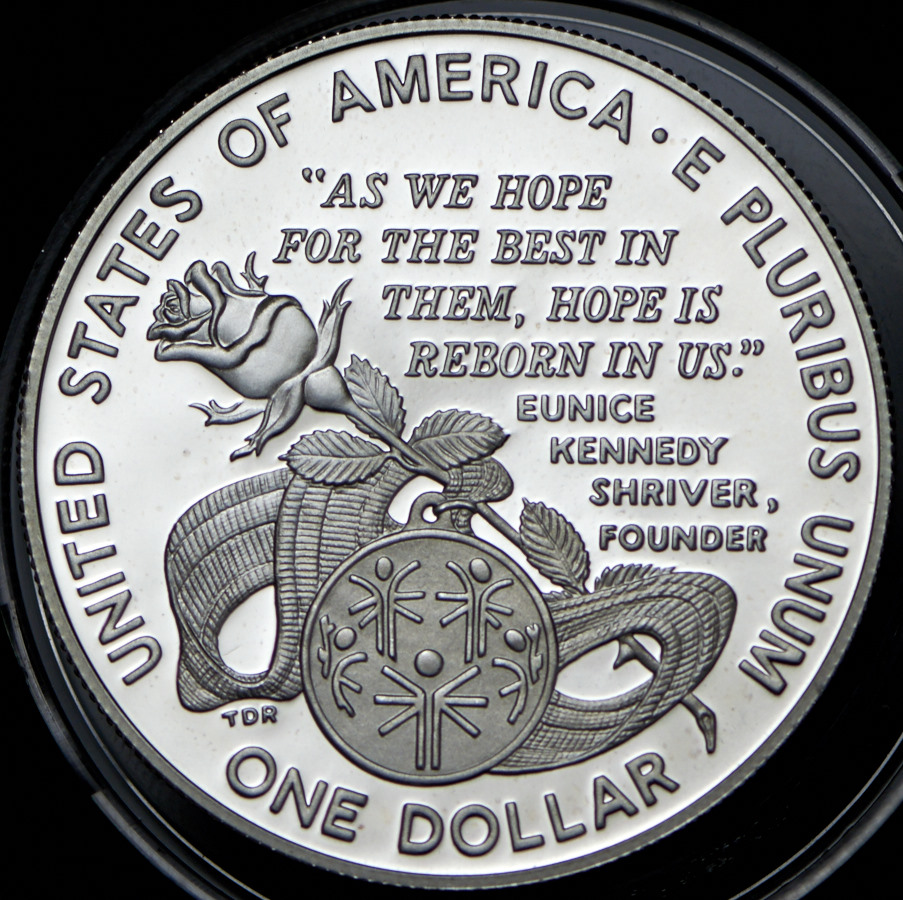 UNITED STATES OF AMERICA · E PLURIBUS UNUM
"AS WE HOPE
FOR THE BEST IN
THEM, HOPE IS
REBORN IN US."
EUNICE
KENNEDY
SHRIVER,
FOUNDER
TDR
ONE DOLLAR